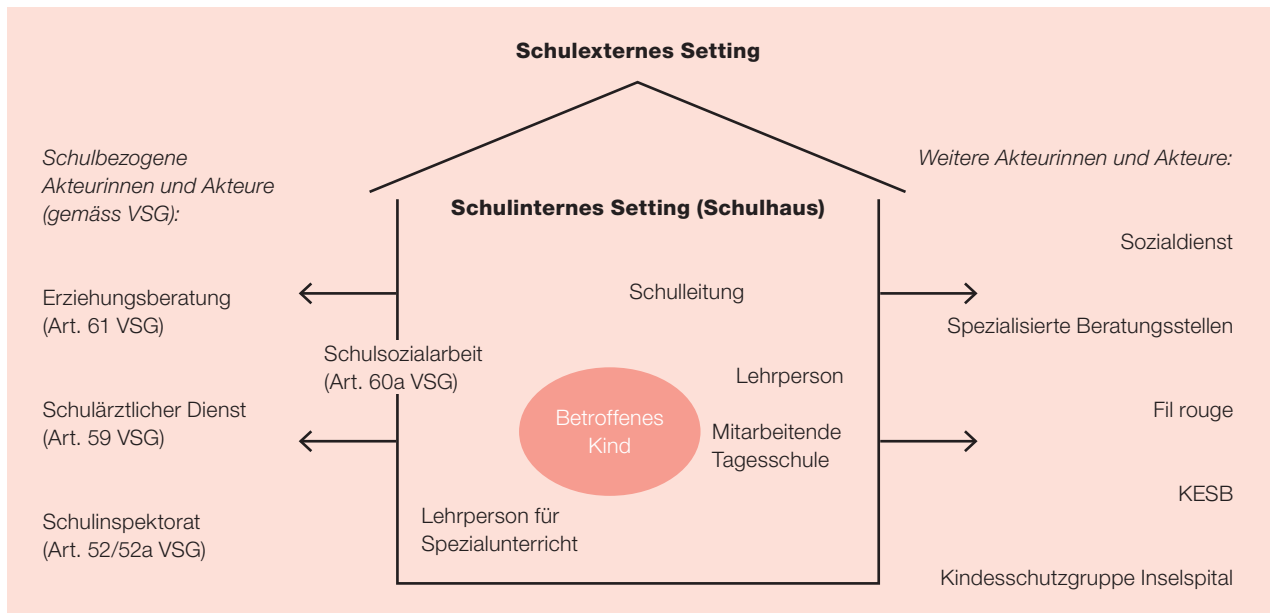 Schulexternes Setting
Schulbezogene
Akteurinnen und Akteure
(gemäss VSG):
Erziehungsberatung
(Art. 61 VSG)
Schulärztlicher Dienst
(Art. 59 VSG)
Schulinspektorat
(Art. 52/52a VSG)
Schulsozialarbeit
(Art. 60a VSG)
Schulinternes Setting (Schulhaus)
Schulleitung
Lehrperson
Betroffenes
Kind
Mitarbeitende
Tagesschule
Lehrperson für
Spezialunterricht
Weitere Akteurinnen und Akteure:
Sozialdienst
Spezialisierte Beratungsstellen
Fil rouge
KESB
Kindesschutzgruppe Inselspital